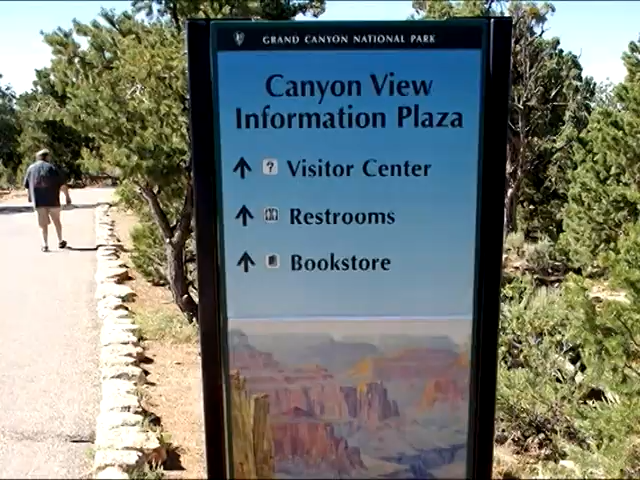 GRAND CANYON NATIONAL PARK
Canyon View
Information Plaza
↑ ? Visitor Center
↑ Restrooms
↑ Bookstore